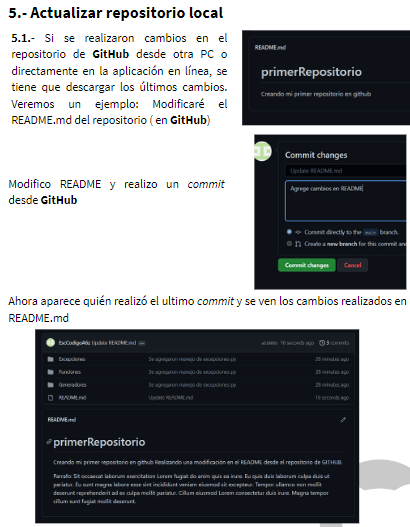 5.- Actualizar repositorio local
5.1.- Si se realizaron cambios en el
repositorio de GitHub desde otra PC o
directamente en la aplicación en línea, se
tiene que descargar los últimos cambios.
Veremos un ejemplo: Modificaré el
README.md del repositorio ( en GitHub)
README.md
primerRepositorio
Creando mi primer repositorio en github
Modifico README y realizo un commit
desde GitHub
Commit changes
Update README.md
Agrege cambios en README
Commit directly to the main branch.
Create a new branch for this commit and
Commit changes Cancel
Ahora aparece quién realizó el ultimo commit y se ven los cambios realizados en
README.md
Update README.md 10 seconds ago 5 commits
Excepciones Se agregaron manejo de excepciones py 28 minutes ago
Funciones Se agregaron manejo de excepciones py 28 minutes ago
Generadores Se agregaron manejo de excepciones py 28 minutes ago
README.md Update README.md 10 seconds ago
README.md
primerRepositorio
Creando mi primer repositorio en github Realizando una modificación en el README desde el repositorio de GITHUB
Parrafo: Sit occaecat laborum exercitation Lorem fugiat do anim quis ea irure. Eu quis duis laborum culpa duis ut
pariatur. Eu sunt magna labore esse sint incididunt veniam eiusmod sit excepteur. Tempor ullamco non mollit
deserunt reprehenderit ad ex culpa mollit pariatur. Cillum eiusmod Lorem consectetur duis irure. Magna tempor
cillum sunt fugiat mollit deserunt.